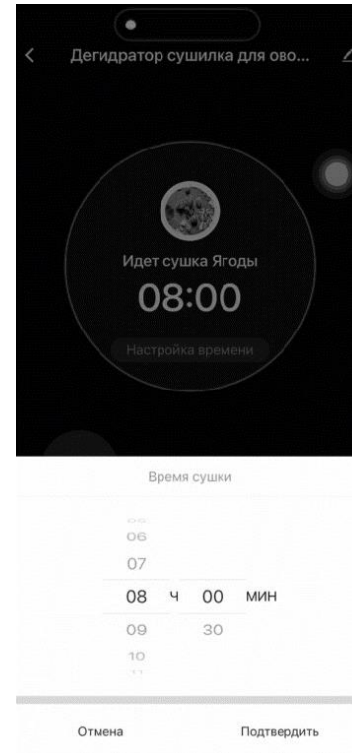 Дегидратор сушилка для ово...
Идет сушка Ягоды
08:00
Настройка времени
Время сушки
06
07
08 ч 00 мин
09 30
10
Отмена Подтвердить